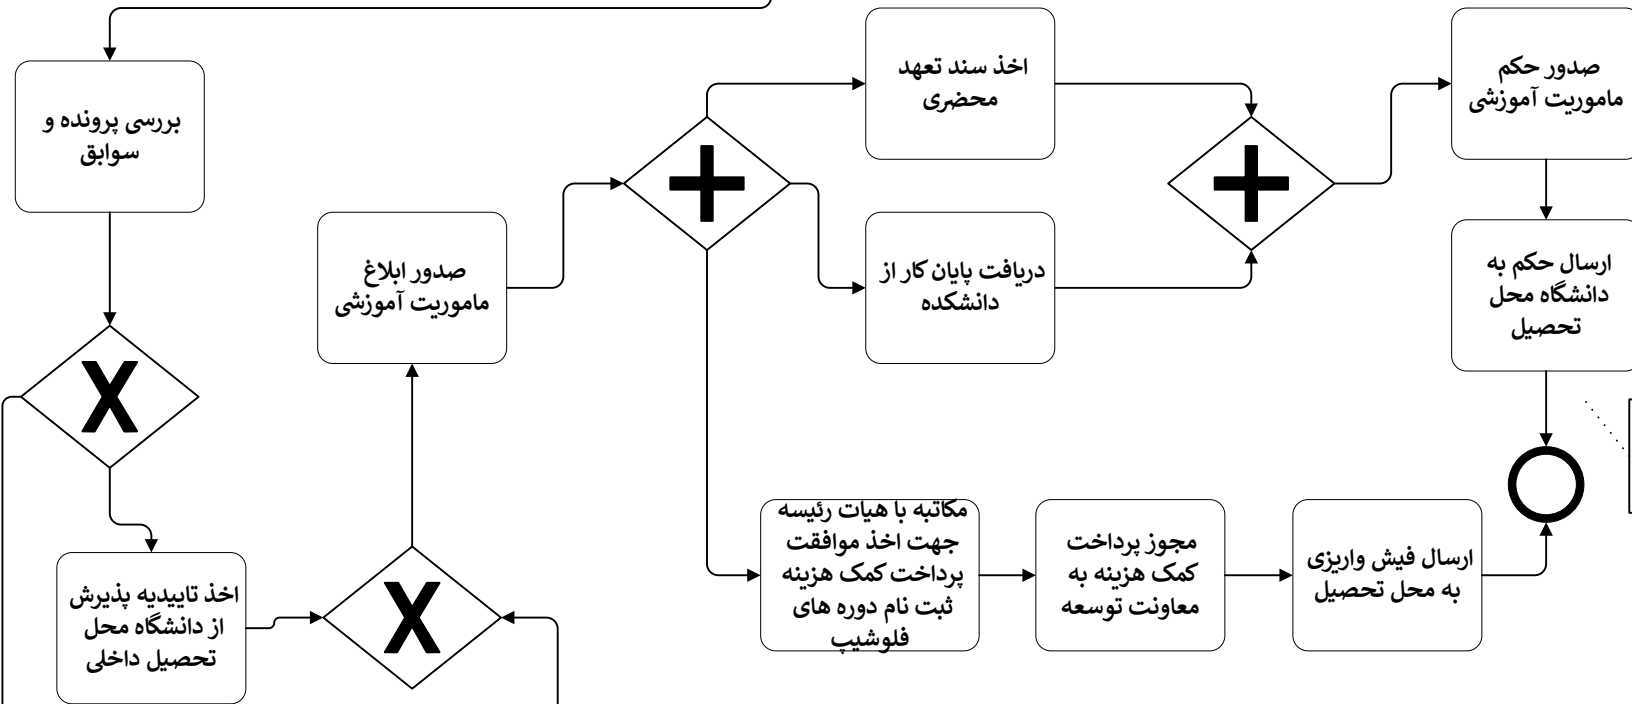 بررسی پرونده و
سوابق
اخذ تاییدیه پذیرش
از دانشگاه محل
تحصیل داخلی
صدور ابلاغ
ماموریت آموزشی
اخذ سند تعهد
محضری
دریافت پایان کار از
دانشکده
مکاتبه با هیات رئیسه
جهت اخذ موافقت
پرداخت کمک هزینه
ثبت نام دوره های
فلوشیپ
مجوز پرداخت
کمک هزینه به
معاونت توسعه
ارسال فیش واریزی
به محل تحصیل
صدور حکم
ماموریت آموزشی
ارسال حکم به
دانشگاه محل
تحصیل